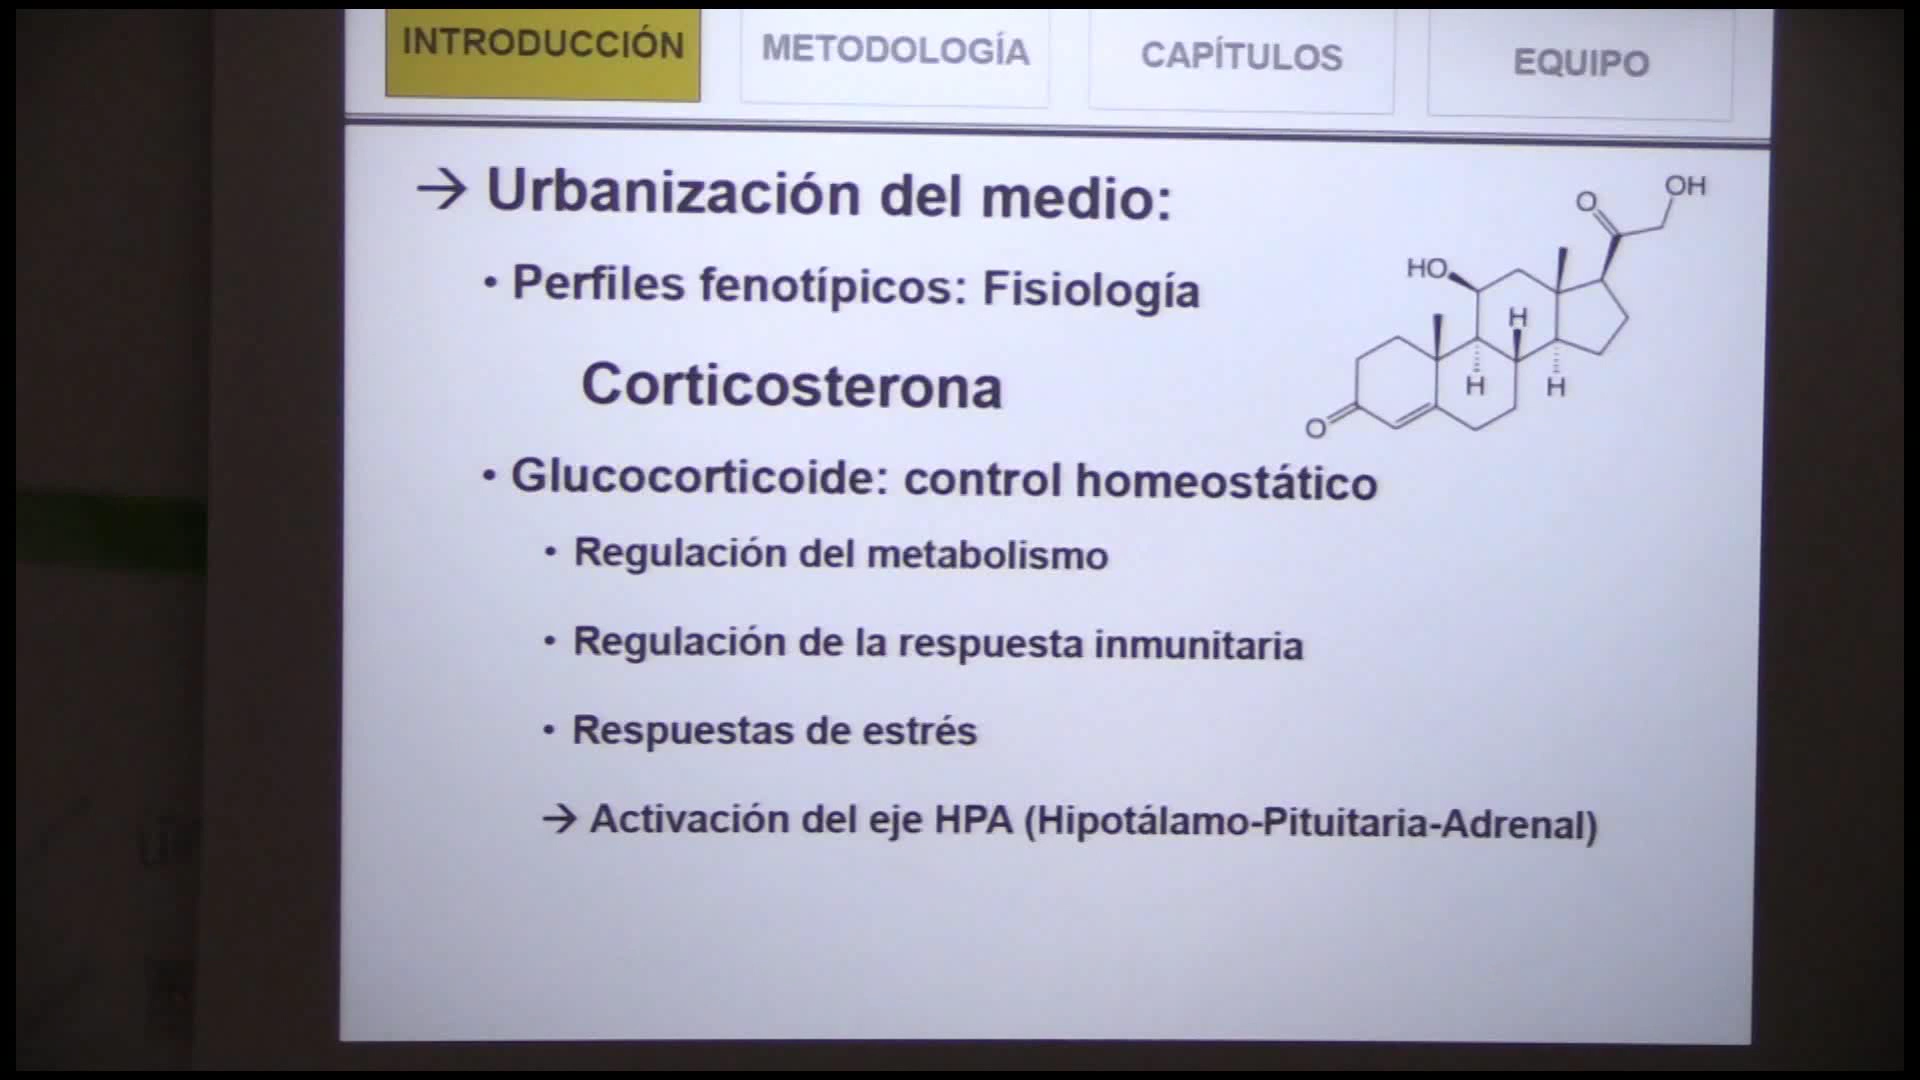 INTRODUCCIÓN
METODOLOGÍA
CAPÍTULOS
EQUIPO
→ Urbanización del medio:
• Perfiles fenotípicos: Fisiología
Corticosterona
• Glucocorticoide: control homeostático
• Regulación del metabolismo
• Regulación de la respuesta inmunitaria
• Respuestas de estrés
→ Activación del eje HPA (Hipotálamo-Pituitaria-Adrenal)
OH
O
HO
H
H
H
O